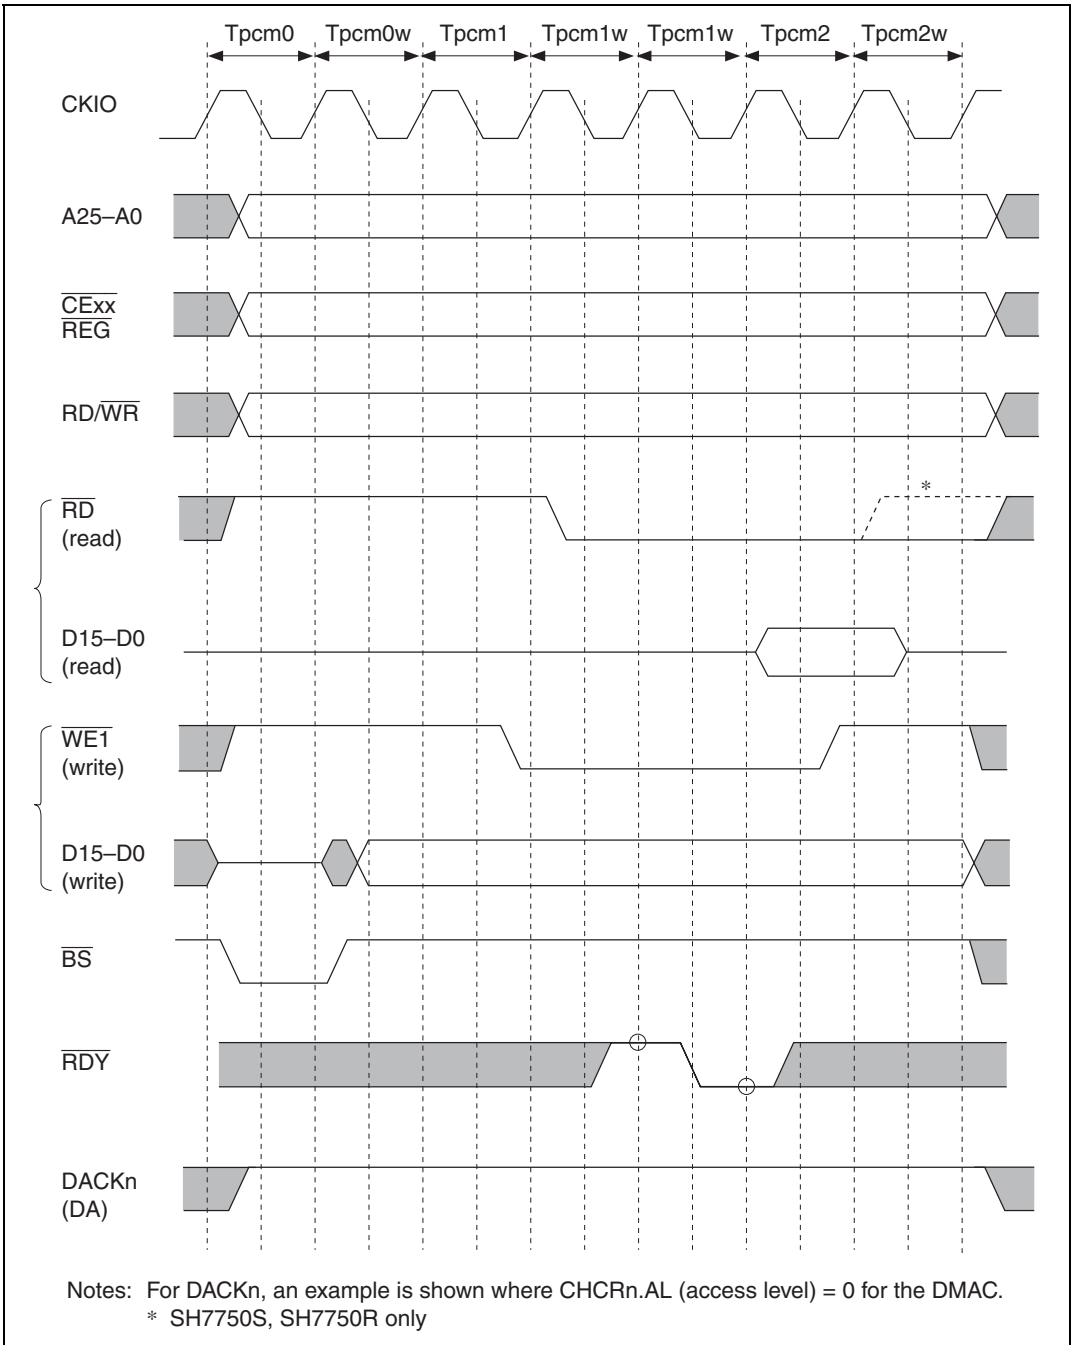 Tpcm0 Tpcm0w Tpcm1 Tpcm1w Tpcm1w Tpcm2 Tpcm2w
CKIO
A25–A0
CExx
REG
RD/WR
*
RD
(read)
D15–D0
(read)
WE1
(write)
D15–D0
(write)
BS
RDY
DACKn
(DA)
Notes: For DACKn, an example is shown where CHCRn.AL (access level) = 0 for the DMAC.
* SH7750S, SH7750R only